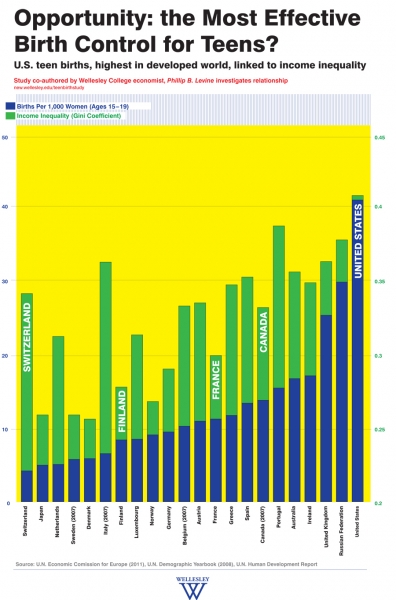 Opportunity: the Most Effective
Birth Control for Teens?
U.S. teen births, highest in developed world, linked to income inequality
Study co-authored by Wellesley College economist, Phillip B. Levine investigates relationship
new.wellesley.edu/teenbirthstudy
Births Per 1,000 Women (Ages 15–19)
Income Inequality (Gini Coefficient)
50
40
30
20
10
0
0.45
0.4
0.35
0.3
0.25
0.2
SWITZERLAND
FINLAND
FRANCE
CANADA
UNITED STATES
Switzerland
Japan
Netherlands
Sweden (2007)
Denmark
Italy (2007)
Finland
Luxembourg
Norway
Germany
Belgium (2007)
Austria
France
Greece
Spain
Canada (2007)
Portugal
Australia
Ireland
United Kingdom
Russian Federation
United States
Source: U.N. Economic Comission for Europe (2011), U.N. Demographic Yearbook (2008), U.N. Human Development Report
WELLESLEY
W